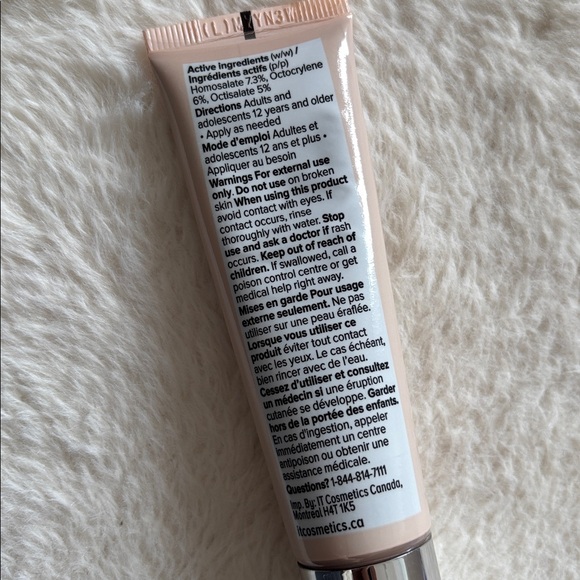 Active ingredients (w/w) /
Ingrédients actifs (p/p)
Homosalate 7.3%, Octocrylene
6%, Octisalate 5%
Directions Adults and
adolescents 12 years and older
• Apply as needed
Mode d'emploi Adultes et
adolescents 12 ans et plus •
Appliquer au besoin
Warnings For external use
only. Do not use on broken
skin When using this product
avoid contact with eyes. If
contact occurs, rinse
thoroughly with water. Stop
use and ask a doctor if rash
occurs. Keep out of reach of
children. If swallowed, call a
poison control centre or get
medical help right away.
Mises en garde Pour usage
externe seulement. Ne pas
utiliser sur une peau éraflée.
Lorsque vous utiliser ce
produit éviter tout contact
avec les yeux. Le cas échéant,
bien rincer avec de l'eau.
Cessez d'utiliser et consultez
un médecin si une éruption
cutanée se développe. Garder
hors de la portée des enfants.
En cas d'ingestion, appeler
immédiatement un centre
antipoison ou obtenir une
assistance médicale.
Questions? 1-844-814-7111
Imp. By: IT Cosmetics Canada,
Montreal H4T 1K5
itcosmetics.ca